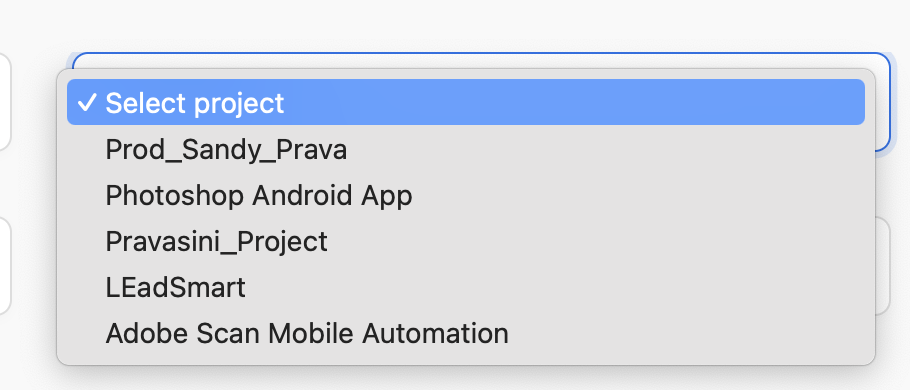 Select project
Prod_Sandy_Prava
Photoshop Android App
Pravasini_Project
LEadSmart
Adobe Scan Mobile Automation